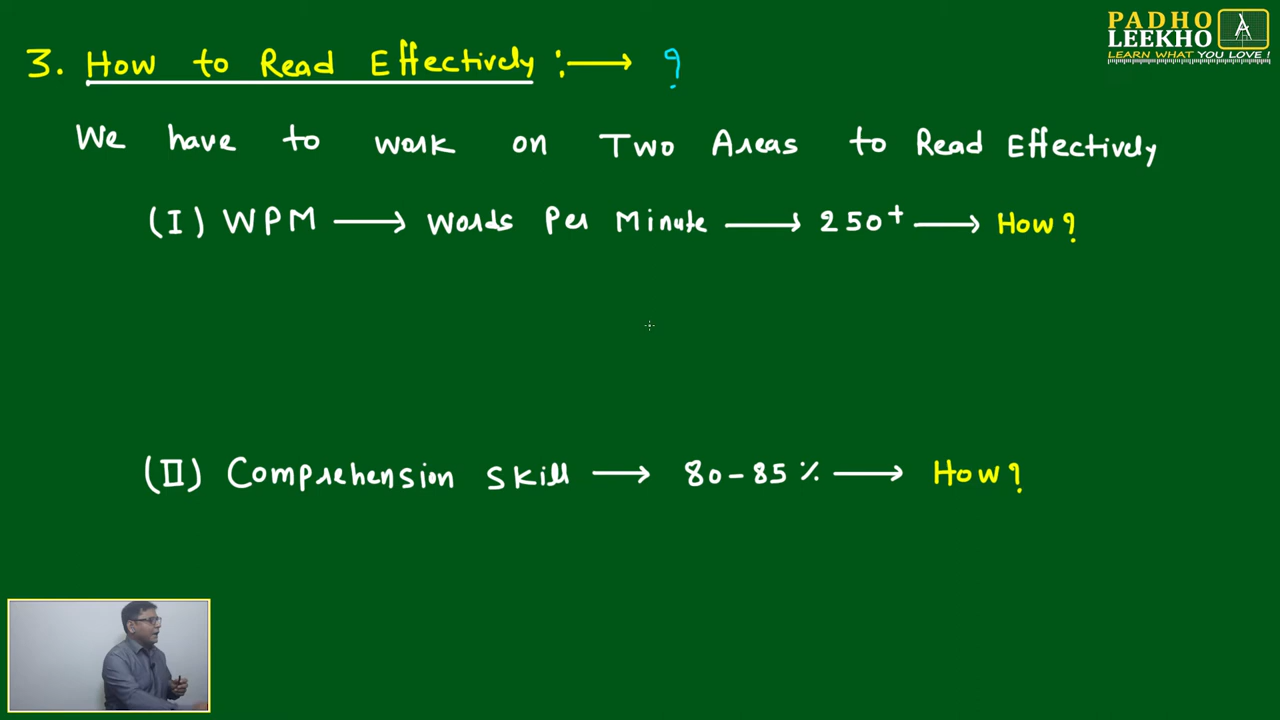 PADHO
LEEKHO
LEARN WHAT YOU LOVE !
3. How to Read Effectively :⟶ ?
We have to work on Two Areas to Read Effectively
(I) WPM ⟶ Words Per Minute ⟶ 250+ ⟶ How?
(II) Comprehension skill ⟶ 80-85% ⟶ How?